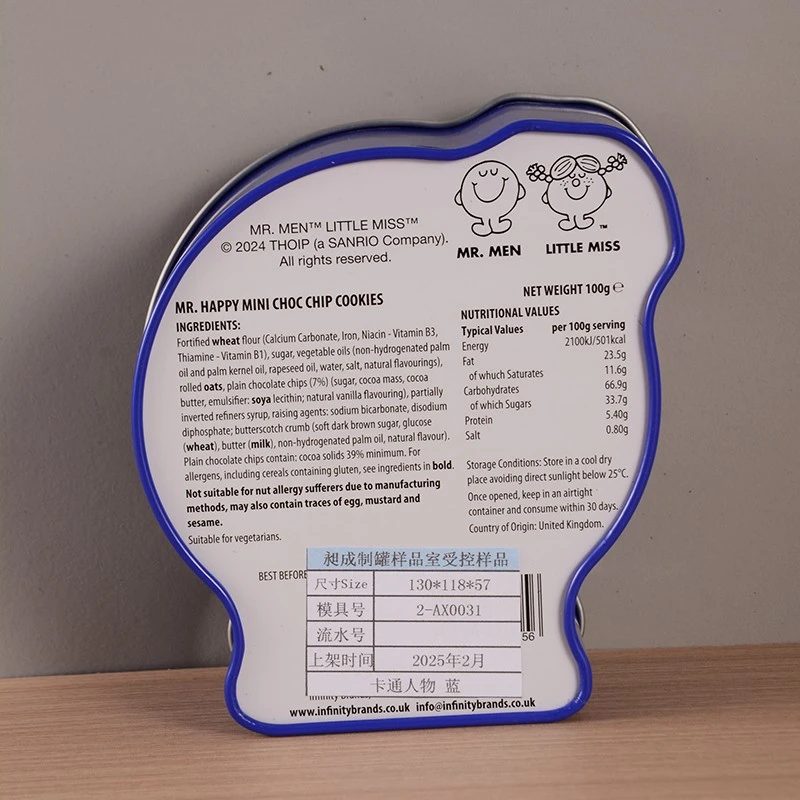 MR. MEN™ LITTLE MISS™
© 2024 THOIP (a SANRIO Company).
All rights reserved.
MR. MEN
LITTLE MISS
™
MR. HAPPY MINI CHOC CHIP COOKIES
INGREDIENTS:
Fortified wheat flour (Calcium Carbonate, Iron, Niacin - Vitamin B3,
Thiamine - Vitamin B1), sugar, vegetable oils (non-hydrogenated palm
oil and palm kernel oil, rapeseed oil, water, salt, natural flavourings),
rolled oats, plain chocolate chips (7%) (sugar, cocoa mass, cocoa
butter, emulsifier: soya lecithin; natural vanilla flavouring), partially
inverted refiners syrup, raising agents: sodium bicarbonate, disodium
diphosphate; butterscotch crumb (soft dark brown sugar, glucose
(wheat), butter (milk), non-hydrogenated palm oil, natural flavour).
Plain chocolate chips contain: cocoa solids 39% minimum. For
allergens, including cereals containing gluten, see ingredients in bold.
Not suitable for nut allergy sufferers due to manufacturing
methods, may also contain traces of egg, mustard and
sesame.
Suitable for vegetarians.
NET WEIGHT 100g ℮
NUTRITIONAL VALUES
Typical Values per 100g serving
Energy 2100kJ/501kcal
Fat 23.5g
of whuch Saturates 11.6g
Carbohydrates 66.9g
of which Sugars 33.7g
Protein 5.40g
Salt 0.80g
Storage Conditions: Store in a cool dry
place avoiding direct sunlight below 25°C.
Once opened, keep in an airtight
container and consume within 30 days.
Country of Origin: United Kingdom.
BEST BEFORE
昶成制罐样品室受控样品
尺寸Size 130*118*57
模具号 2-AX0031
流水号
上架时间 2025年2月
卡通人物 蓝
56
Infinity Brands,
www.infinitybrands.co.uk info@infinitybrands.co.uk